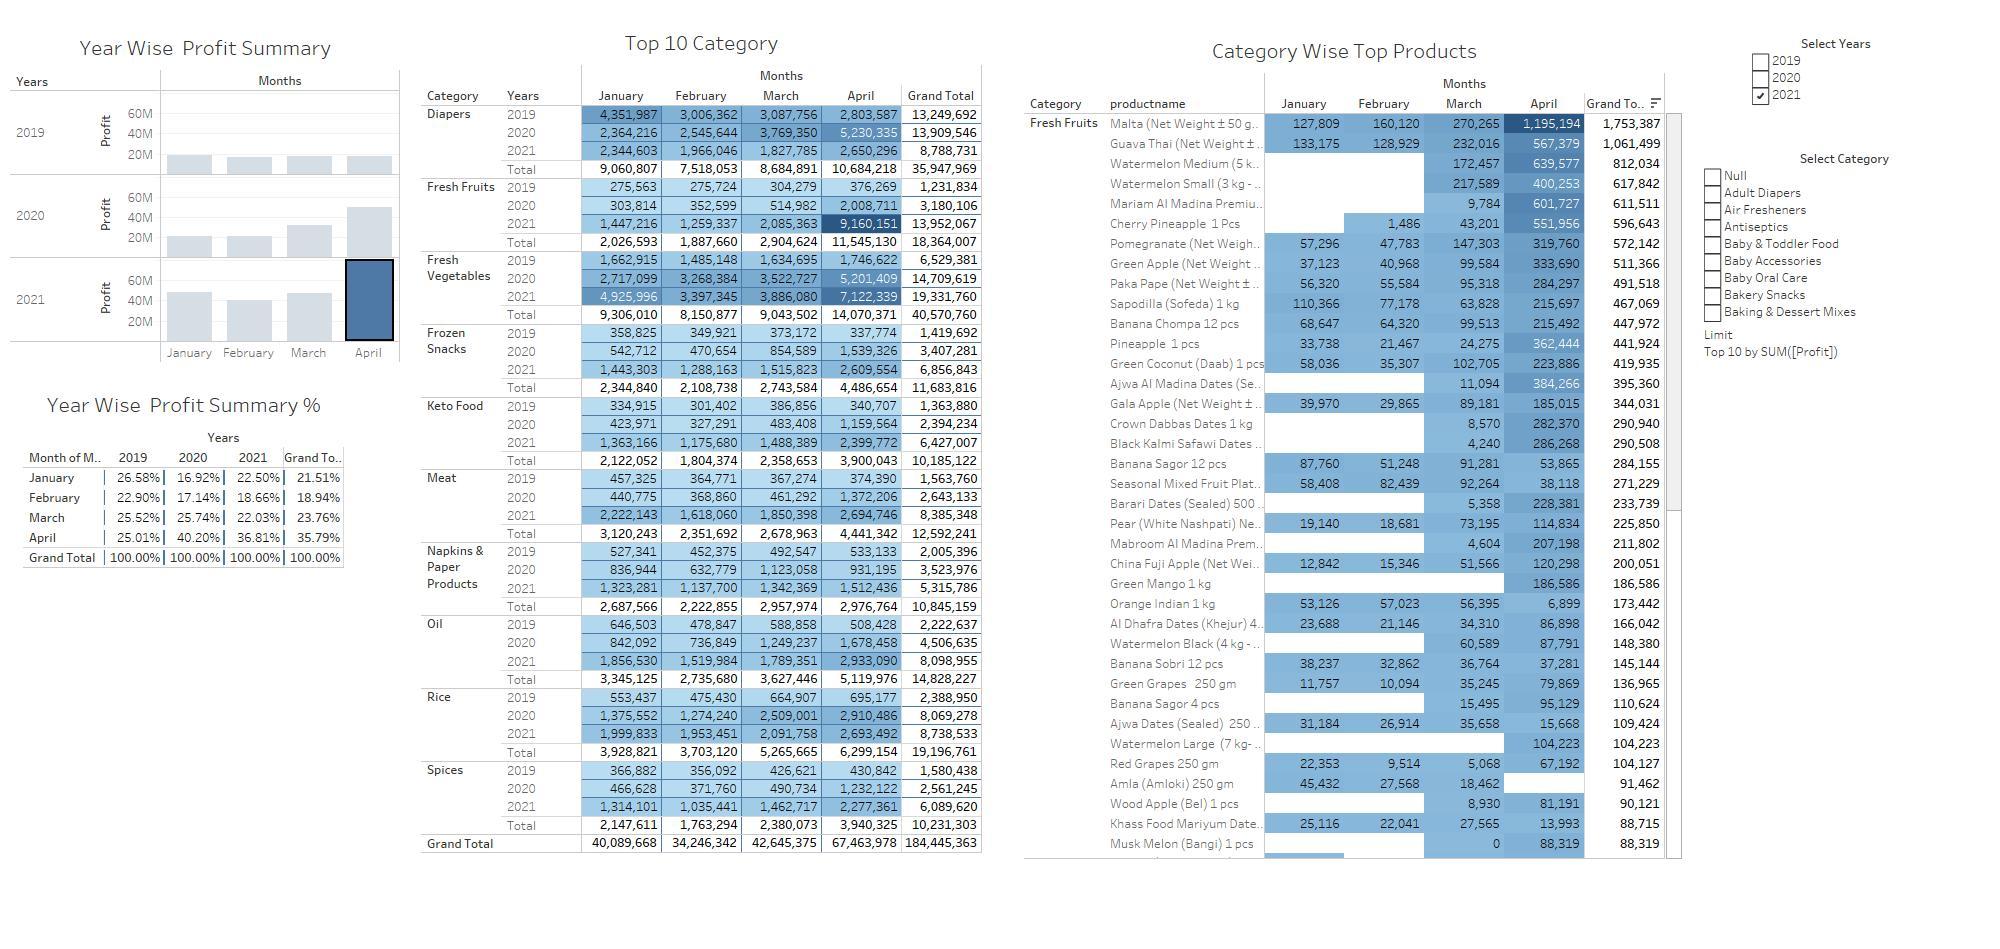 Year Wise Profit Summary
Years Months
2019 Profit 60M 40M 20M
2020 Profit 60M 40M 20M
2021 Profit 60M 40M 20M
January February March April
Year Wise Profit Summary %
Years
Month of M.. 2019 2020 2021 Grand To..
January 26.58% 16.92% 22.50% 21.51%
February 22.90% 17.14% 18.66% 18.94%
March 25.52% 25.74% 22.03% 23.76%
April 25.01% 40.20% 36.81% 35.79%
Grand Total 100.00% 100.00% 100.00% 100.00%
Top 10 Category
Months
Category Years January February March April Grand Total
Diapers 2019 4,351,987 3,006,362 3,087,756 2,803,587 13,249,692
2020 2,364,216 2,545,644 3,769,350 5,230,335 13,909,546
2021 2,344,603 1,966,046 1,827,785 2,650,296 8,788,731
Total 9,060,807 7,518,053 8,684,891 10,684,218 35,947,969
Fresh Fruits 2019 275,563 275,724 304,279 376,269 1,231,834
2020 303,814 352,599 514,982 2,008,711 3,180,106
2021 1,447,216 1,259,337 2,085,363 9,160,151 13,952,067
Total 2,026,593 1,887,660 2,904,624 11,545,130 18,364,007
Fresh Vegetables 2019 1,662,915 1,485,148 1,634,695 1,746,622 6,529,381
2020 2,717,099 3,268,384 3,522,727 5,201,409 14,709,619
2021 4,925,996 3,397,345 3,886,080 7,122,339 19,331,760
Total 9,306,010 8,150,877 9,043,502 14,070,371 40,570,760
Frozen Snacks 2019 358,825 349,921 373,172 337,774 1,419,692
2020 542,712 470,654 854,589 1,539,326 3,407,281
2021 1,443,303 1,288,163 1,515,823 2,609,554 6,856,843
Total 2,344,840 2,108,738 2,743,584 4,486,654 11,683,816
Keto Food 2019 334,915 301,402 386,856 340,707 1,363,880
2020 423,971 327,291 483,408 1,159,564 2,394,234
2021 1,363,166 1,175,680 1,488,389 2,399,772 6,427,007
Total 2,122,052 1,804,374 2,358,653 3,900,043 10,185,122
Meat 2019 457,325 364,771 367,274 374,390 1,563,760
2020 440,775 368,860 461,292 1,372,206 2,643,133
2021 2,222,143 1,618,060 1,850,398 2,694,746 8,385,348
Total 3,120,243 2,351,692 2,678,963 4,441,342 12,592,241
Napkins & Paper Products 2019 527,341 452,375 492,547 533,133 2,005,396
2020 836,944 632,779 1,123,058 931,195 3,523,976
2021 1,323,281 1,137,700 1,342,369 1,512,436 5,315,786
Total 2,687,566 2,222,855 2,957,974 2,976,764 10,845,159
Oil 2019 646,503 478,847 588,858 508,428 2,222,637
2020 842,092 736,849 1,249,237 1,678,458 4,506,635
2021 1,856,530 1,519,984 1,789,351 2,933,090 8,098,955
Total 3,345,125 2,735,680 3,627,446 5,119,976 14,828,227
Rice 2019 553,437 475,430 664,907 695,177 2,388,950
2020 1,375,552 1,274,240 2,509,001 2,910,486 8,069,278
2021 1,999,833 1,953,451 2,091,758 2,693,492 8,738,533
Total 3,928,821 3,703,120 5,265,665 6,299,154 19,196,761
Spices 2019 366,882 356,092 426,621 430,842 1,580,438
2020 466,628 371,760 490,734 1,232,122 2,561,245
2021 1,314,101 1,035,441 1,462,717 2,277,361 6,089,620
Total 2,147,611 1,763,294 2,380,073 3,940,325 10,231,303
Grand Total 40,089,668 34,246,342 42,645,375 67,463,978 184,445,363
Category Wise Top Products
Months
Category productname January February March April Grand To..
Fresh Fruits Malta (Net Weight ± 50 g.. 127,809 160,120 270,265 1,195,194 1,753,387
Guava Thai (Net Weight ±.. 133,175 128,929 232,016 567,379 1,061,499
Watermelon Medium (5 k.. 172,457 639,577 812,034
Watermelon Small (3 kg - .. 217,589 400,253 617,842
Mariam Al Madina Premiu.. 9,784 601,727 611,511
Cherry Pineapple 1 Pcs 1,486 43,201 551,956 596,643
Pomegranate (Net Weigh.. 57,296 47,783 147,303 319,760 572,142
Green Apple (Net Weight .. 37,123 40,968 99,584 333,690 511,366
Paka Pape (Net Weight ±.. 56,320 55,584 95,318 284,297 491,518
Sapodilla (Sofeda) 1 kg 110,366 77,178 63,828 215,697 467,069
Banana Chompa 12 pcs 68,647 64,320 99,513 215,492 447,972
Pineapple 1 pcs 33,738 21,467 24,275 362,444 441,924
Green Coconut (Daab) 1 pcs 58,036 35,307 102,705 223,886 419,935
Ajwa Al Madina Dates (Se.. 11,094 384,266 395,360
Gala Apple (Net Weight ±.. 39,970 29,865 89,181 185,015 344,031
Crown Dabbas Dates 1 kg 8,570 282,370 290,940
Black Kalmi Safawi Dates .. 4,240 286,268 290,508
Banana Sagor 12 pcs 87,760 51,248 91,281 53,865 284,155
Seasonal Mixed Fruit Plat.. 58,408 82,439 92,264 38,118 271,229
Barari Dates (Sealed) 500 .. 5,358 228,381 233,739
Pear (White Nashpati) Ne.. 19,140 18,681 73,195 114,834 225,850
Mabroom Al Madina Prem.. 4,604 207,198 211,802
China Fuji Apple (Net Wei.. 12,842 15,346 51,566 120,298 200,051
Green Mango 1 kg 186,586 186,586
Orange Indian 1 kg 53,126 57,023 56,395 6,899 173,442
Al Dhafra Dates (Khejur) 4.. 23,688 21,146 34,310 86,898 166,042
Watermelon Black (4 kg - .. 60,589 87,791 148,380
Banana Sobri 12 pcs 38,237 32,862 36,764 37,281 145,144
Green Grapes 250 gm 11,757 10,094 35,245 79,869 136,965
Banana Sagor 4 pcs 15,495 95,129 110,624
Ajwa Dates (Sealed) 250 .. 31,184 26,914 35,658 15,668 109,424
Watermelon Large (7 kg- .. 104,223 104,223
Red Grapes 250 gm 22,353 9,514 5,068 67,192 104,127
Amla (Amloki) 250 gm 45,432 27,568 18,462 91,462
Wood Apple (Bel) 1 pcs 8,930 81,191 90,121
Khass Food Mariyum Date.. 25,116 22,041 27,565 13,993 88,715
Musk Melon (Bangi) 1 pcs 0 88,319 88,319
Select Years
2019
2020
2021
Select Category
Null
Adult Diapers
Air Fresheners
Antiseptics
Baby & Toddler Food
Baby Accessories
Baby Oral Care
Bakery Snacks
Baking & Dessert Mixes
Limit
Top 10 by SUM([Profit])